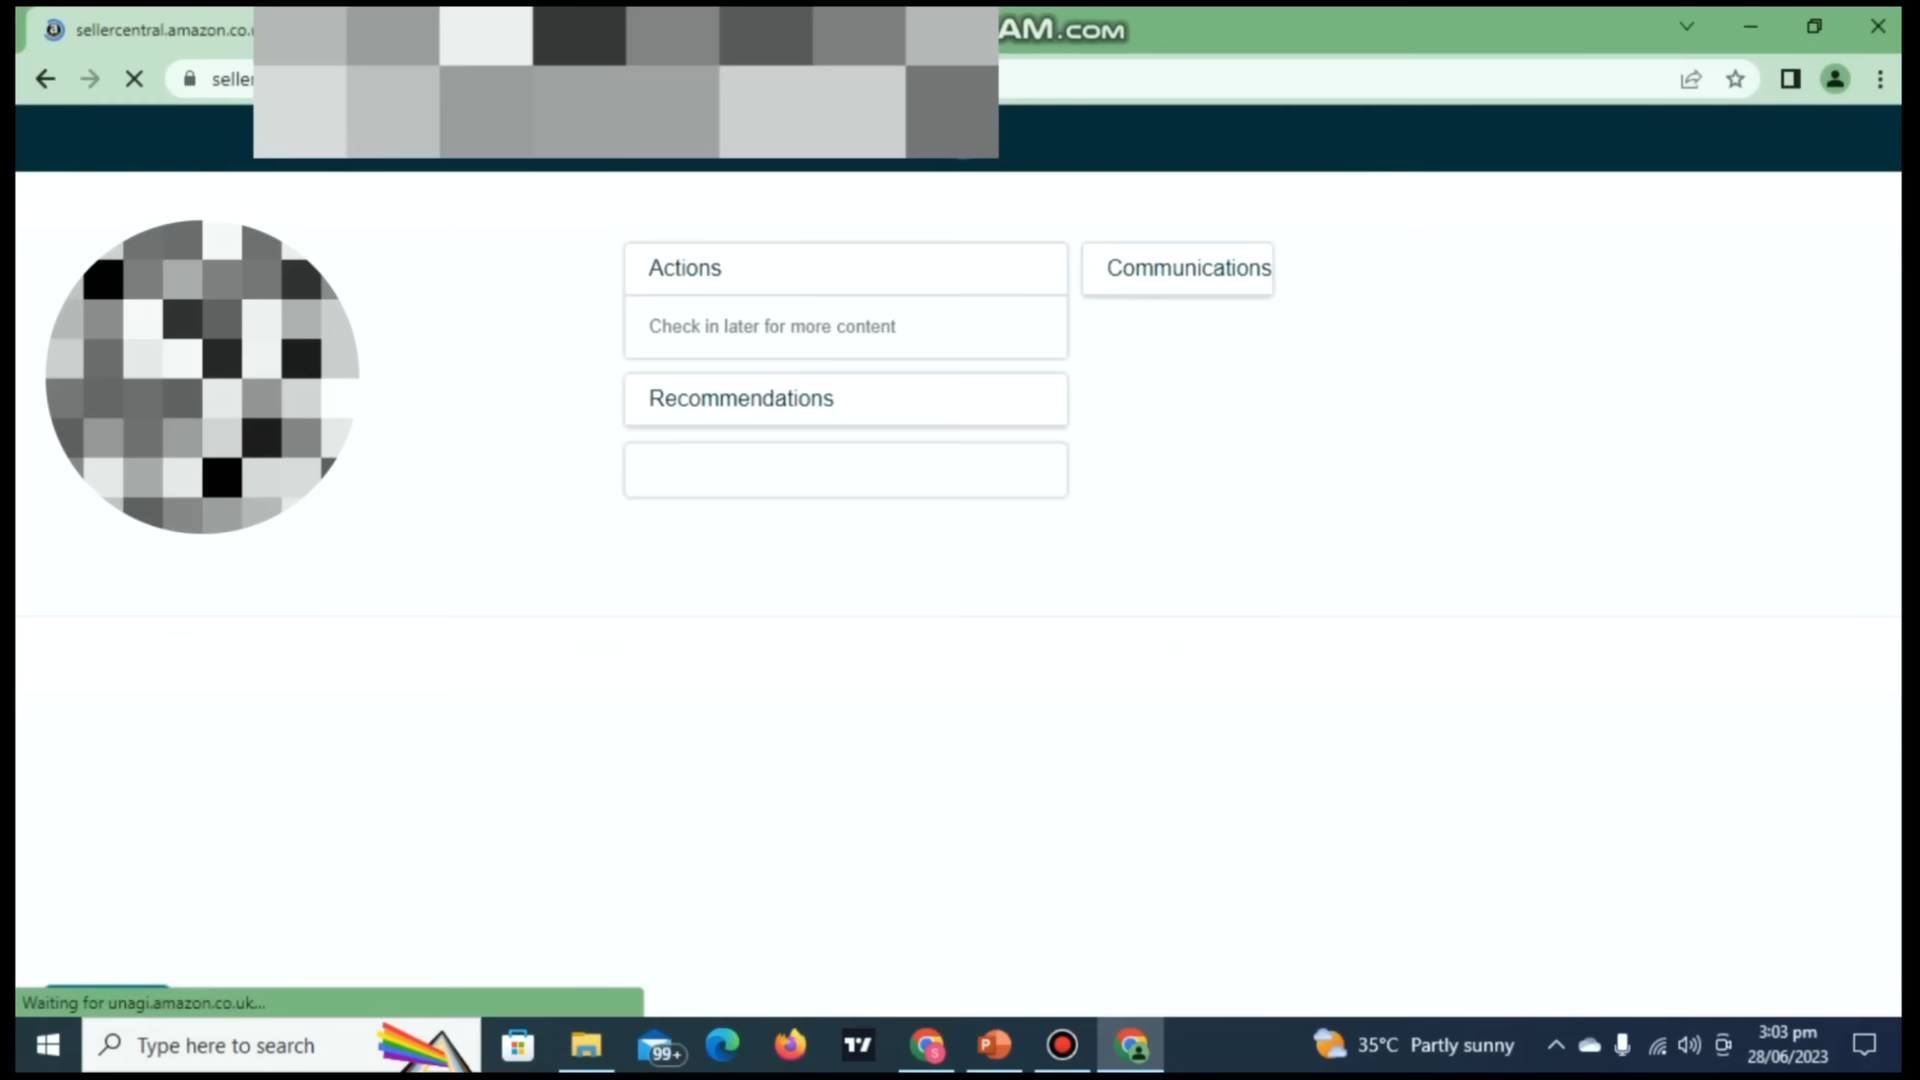 sellercentral.amazon.co.
AM.COM
selle
Actions
Communications
Check in later for more content
Recommendations
Waiting for unagi.amazon.co.uk...
Type here to search
99+
S
P
35°C Partly sunny
3:03 pm
28/06/2023